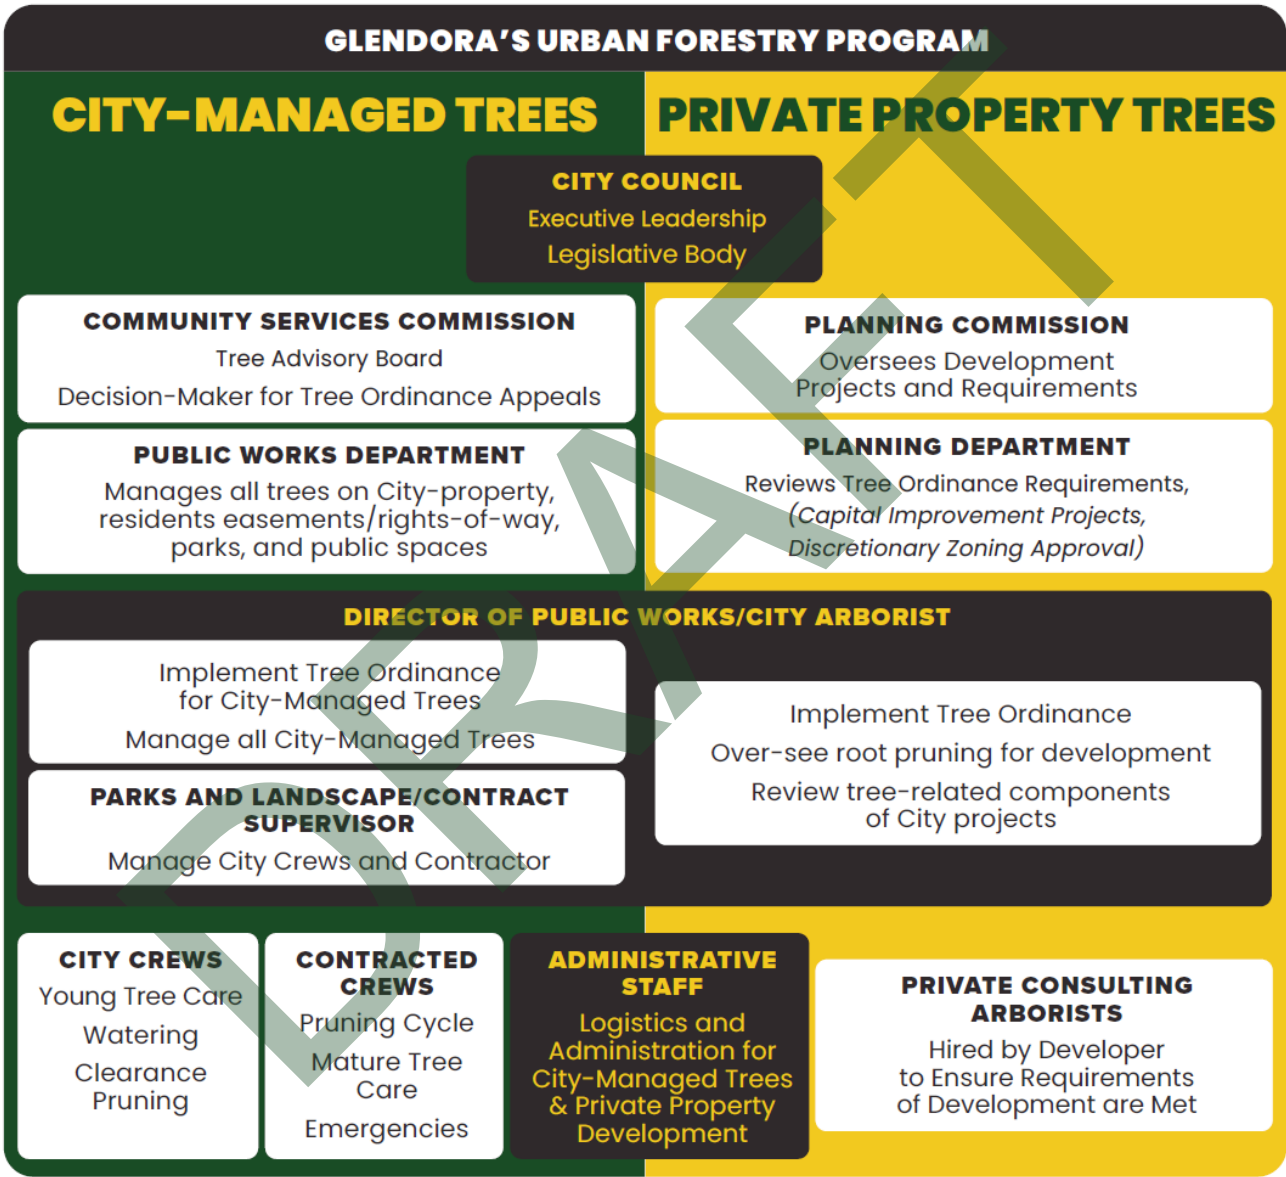 GLENDORA'S URBAN FORESTRY PROGRAM
CITY-MANAGED TREES
PRIVATE PROPERTY TREES
CITY COUNCIL
Executive Leadership
Legislative Body
COMMUNITY SERVICES COMMISSION
Tree Advisory Board
Decision-Maker for Tree Ordinance Appeals
PLANNING COMMISSION
Oversees Development
Projects and Requirements
PUBLIC WORKS DEPARTMENT
Manages all trees on City-property,
residents easements/rights-of-way,
parks, and public spaces
PLANNING DEPARTMENT
Reviews Tree Ordinance Requirements,
(Capital Improvement Projects,
Discretionary Zoning Approval)
DIRECTOR OF PUBLIC WORKS/CITY ARBORIST
Implement Tree Ordinance
for City-Managed Trees
Manage all City-Managed Trees
PARKS AND LANDSCAPE/CONTRACT
SUPERVISOR
Manage City Crews and Contractor
Implement Tree Ordinance
Over-see root pruning for development
Review tree-related components
of City projects
CITY CREWS
Young Tree Care
Watering
Clearance
Pruning
CONTRACTED
CREWS
Pruning Cycle
Mature Tree
Care
Emergencies
ADMINISTRATIVE
STAFF
Logistics and
Administration for
City-Managed Trees
& Private Property
Development
PRIVATE CONSULTING
ARBORISTS
Hired by Developer
to Ensure Requirements
of Development are Met
DRAFT